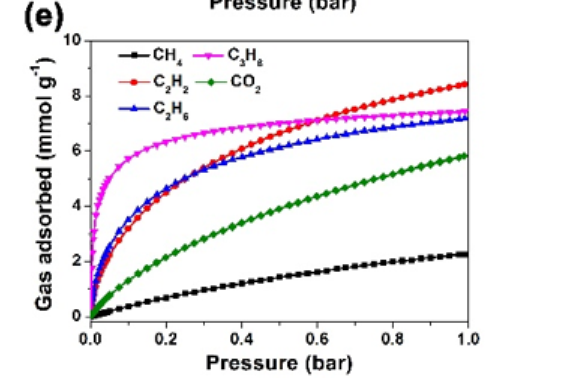 Pressure (bar)
(e)
10
8
6
4
2
0
Gas adsorbed (mmol g⁻¹)
CH₄ C₃H₈
C₂H₂ CO₂
C₂H₆
0.0 0.2 0.4 0.6 0.8 1.0
Pressure (bar)